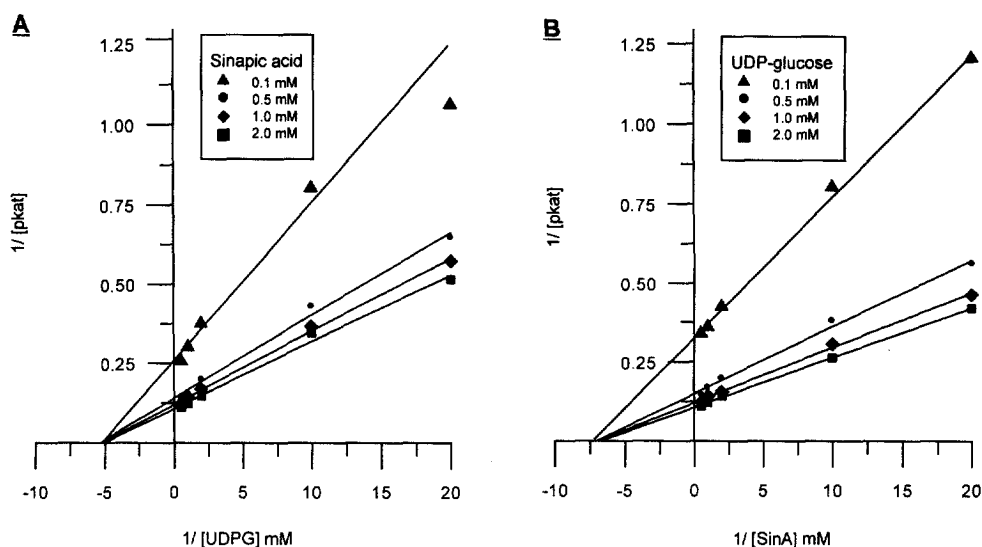 A
1.25
1.00
0.75
0.50
0.25
1/ [pkat]
Sinapic acid
0.1 mM
0.5 mM
1.0 mM
2.0 mM
-10 -5 0 5 10 15 20
1/ [UDPG] mM
B
1.25
1.00
0.75
0.50
0.25
1/ [pkat]
UDP-glucose
0.1 mM
0.5 mM
1.0 mM
2.0 mM
-10 -5 0 5 10 15 20
1/ [SinA} mM